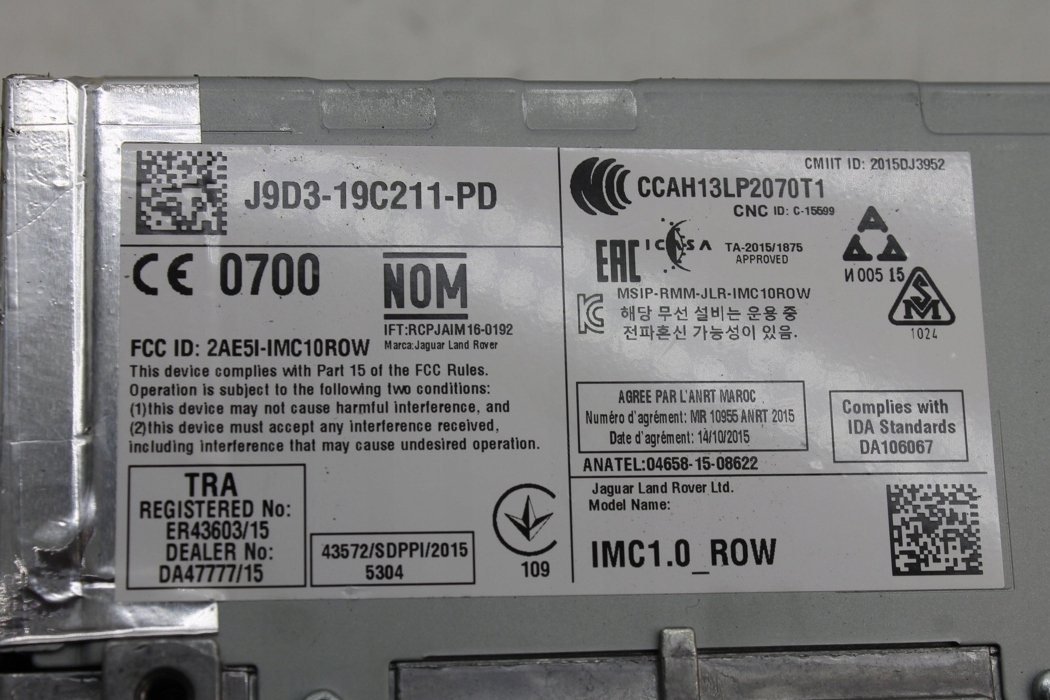 J9D3-19C211-PD
CE 0700
NOM
IFT:RCPJAIM16-0192
Marca:Jaguar Land Rover
FCC ID: 2AE5I-IMC10ROW
This device complies with Part 15 of the FCC Rules.
Operation is subject to the following two conditions:
(1)this device may not cause harmful interference, and
(2)this device must accept any interference received,
including interference that may cause undesired operation.
TRA
REGISTERED No:
ER43603/15
DEALER No:
DA47777/15
43572/SDPPI/2015
5304
109
CMIIT ID: 2015DJ3952
CCAH13LP2070T1
CNC ID: C-15599
EAC
ICASA
TA-2015/1875
APPROVED
И 005 15
MSIP-RMM-JLR-IMC10ROW
해당 무선 설비는 운용 중
전파혼신 가능성이 있음.
1024
AGREE PAR L'ANRT MAROC
Numéro d'agrément: MR 10955 ANRT 2015
Date d'agrément: 14/10/2015
Complies with
IDA Standards
DA106067
ANATEL:04658-15-08622
Jaguar Land Rover Ltd.
Model Name:
IMC1.0_ROW